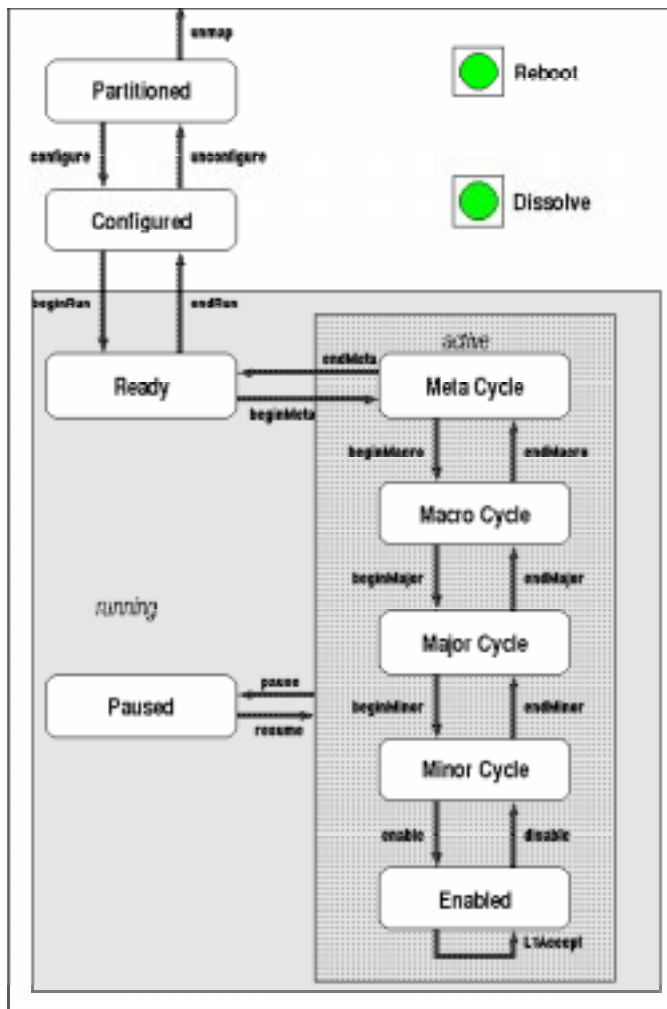 unmap
Partitioned
Reboot
configure
unconfigure
Configured
Dissolve
beginRun
endRun
active
endMeta
Ready
Meta Cycle
beginMeta
beginMacro
endMacro
Macro Cycle
beginMajor
endMajor
running
Major Cycle
pause
Paused
beginMinor
endMinor
resume
Minor Cycle
enable
disable
Enabled
L1Accept